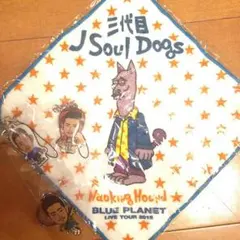 三代目
J Soul Dogs
Naoking Hound
BLUE PLANET
LIVE TOUR 2015